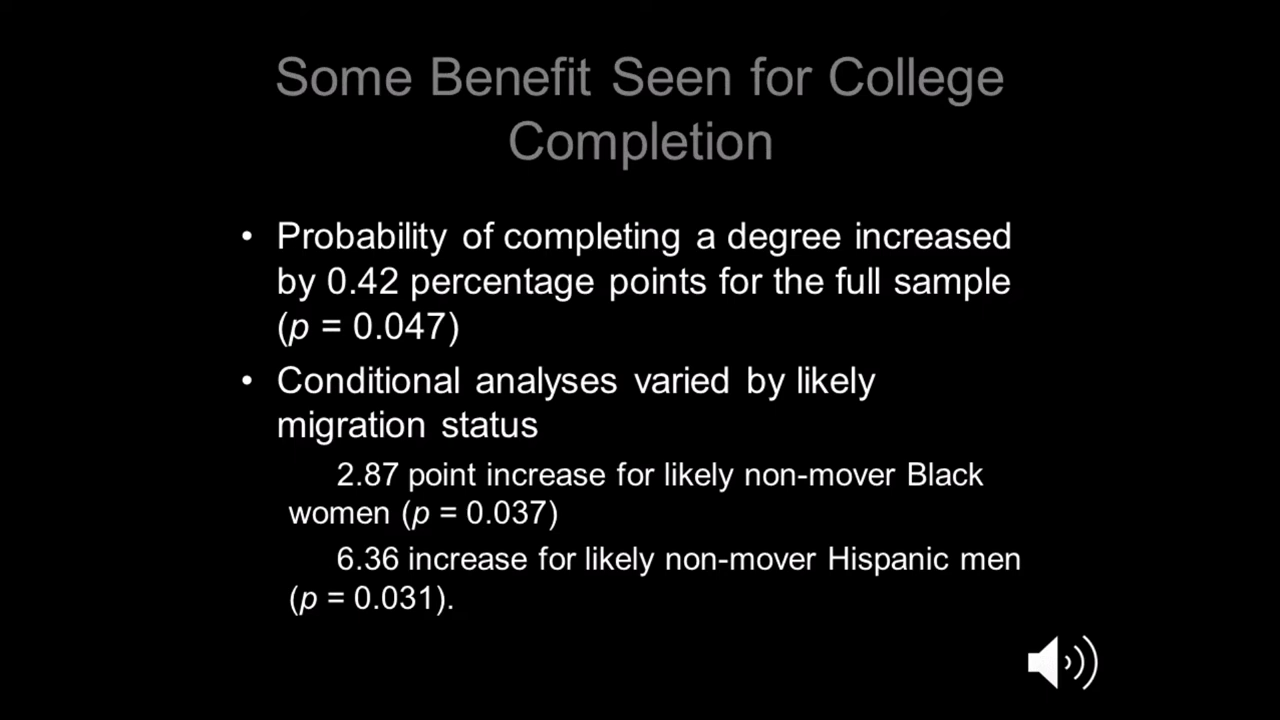 Some Benefit Seen for College
Completion
• Probability of completing a degree increased
by 0.42 percentage points for the full sample
(p = 0.047)
• Conditional analyses varied by likely
migration status
2.87 point increase for likely non-mover Black
women (p = 0.037)
6.36 increase for likely non-mover Hispanic men
(p = 0.031).